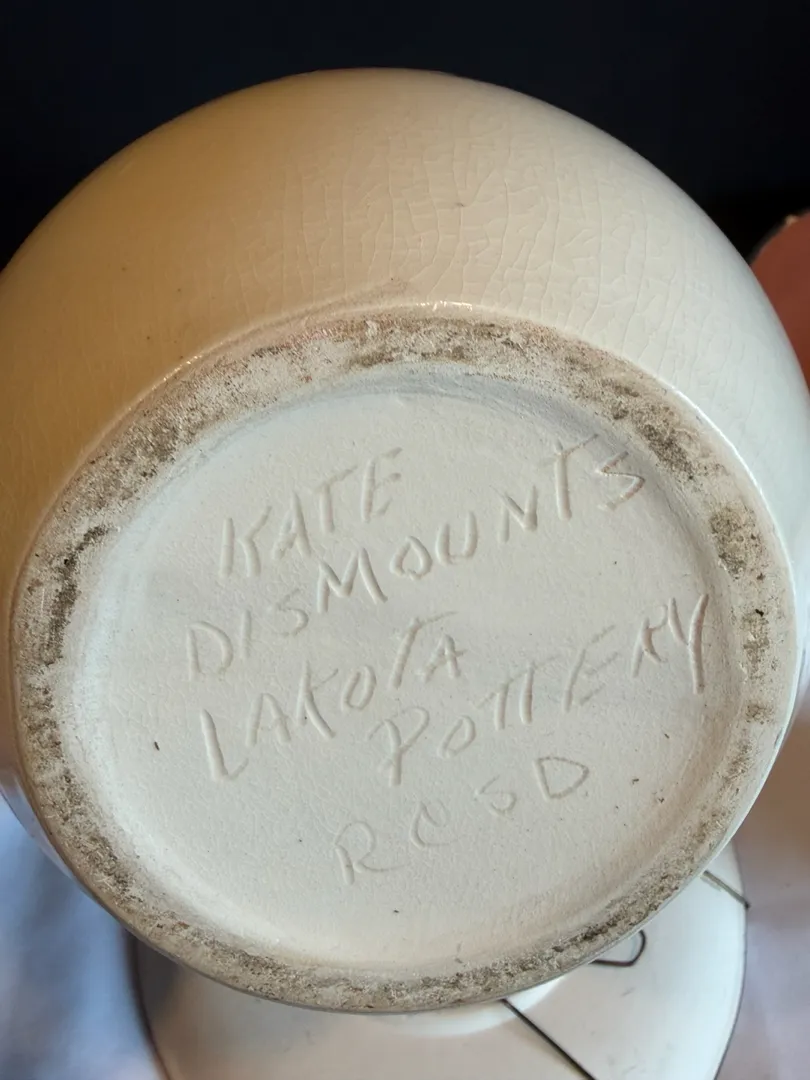 KATE
DISMOUNTS
LAKOTA
POTTERY
RCSD